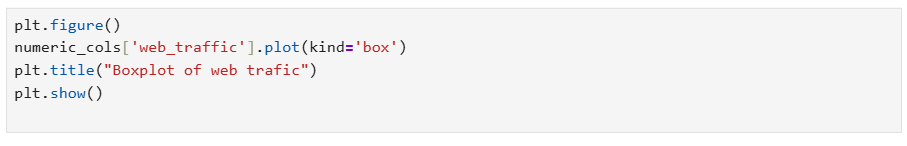 plt.figure()
numeric_cols['web_traffic'].plot(kind='box')
plt.title("Boxplot of web trafic")
plt.show()